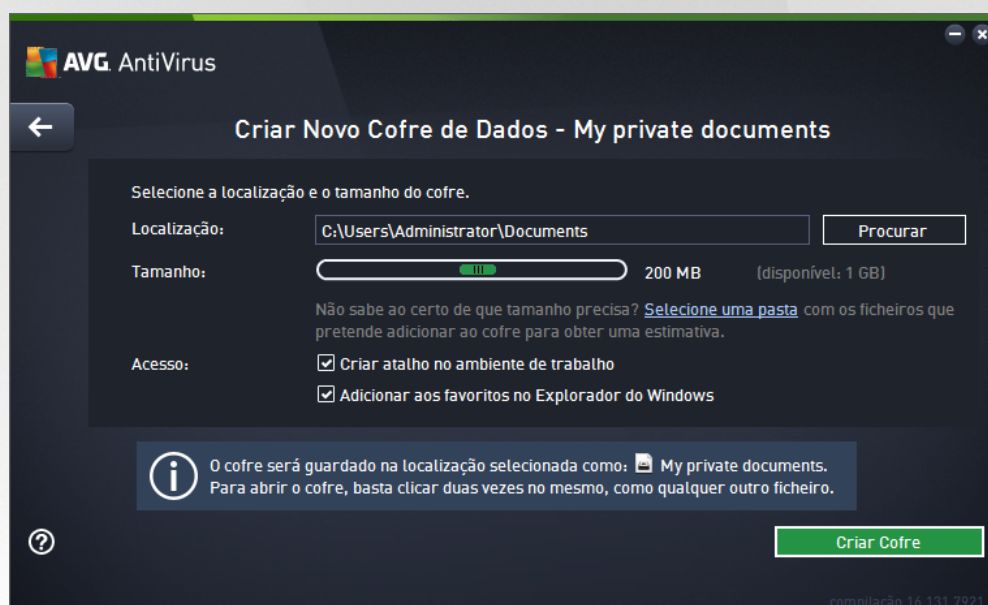 AVG. AntiVirus
Criar Novo Cofre de Dados - My private documents
Selecione a localização e o tamanho do cofre.
Localização: C:\Users\Administrator\Documents Procurar
Tamanho: 200 MB (disponível: 1 GB)
Não sabe ao certo de que tamanho precisa? Selecione uma pasta com os ficheiros que
pretende adicionar ao cofre para obter uma estimativa.
Acesso: Criar atalho no ambiente de trabalho
Adicionar aos favoritos no Explorador do Windows
O cofre será guardado na localização selecionada como: My private documents.
Para abrir o cofre, basta clicar duas vezes no mesmo, como qualquer outro ficheiro.
Criar Cofre
compilação 16.131.7921